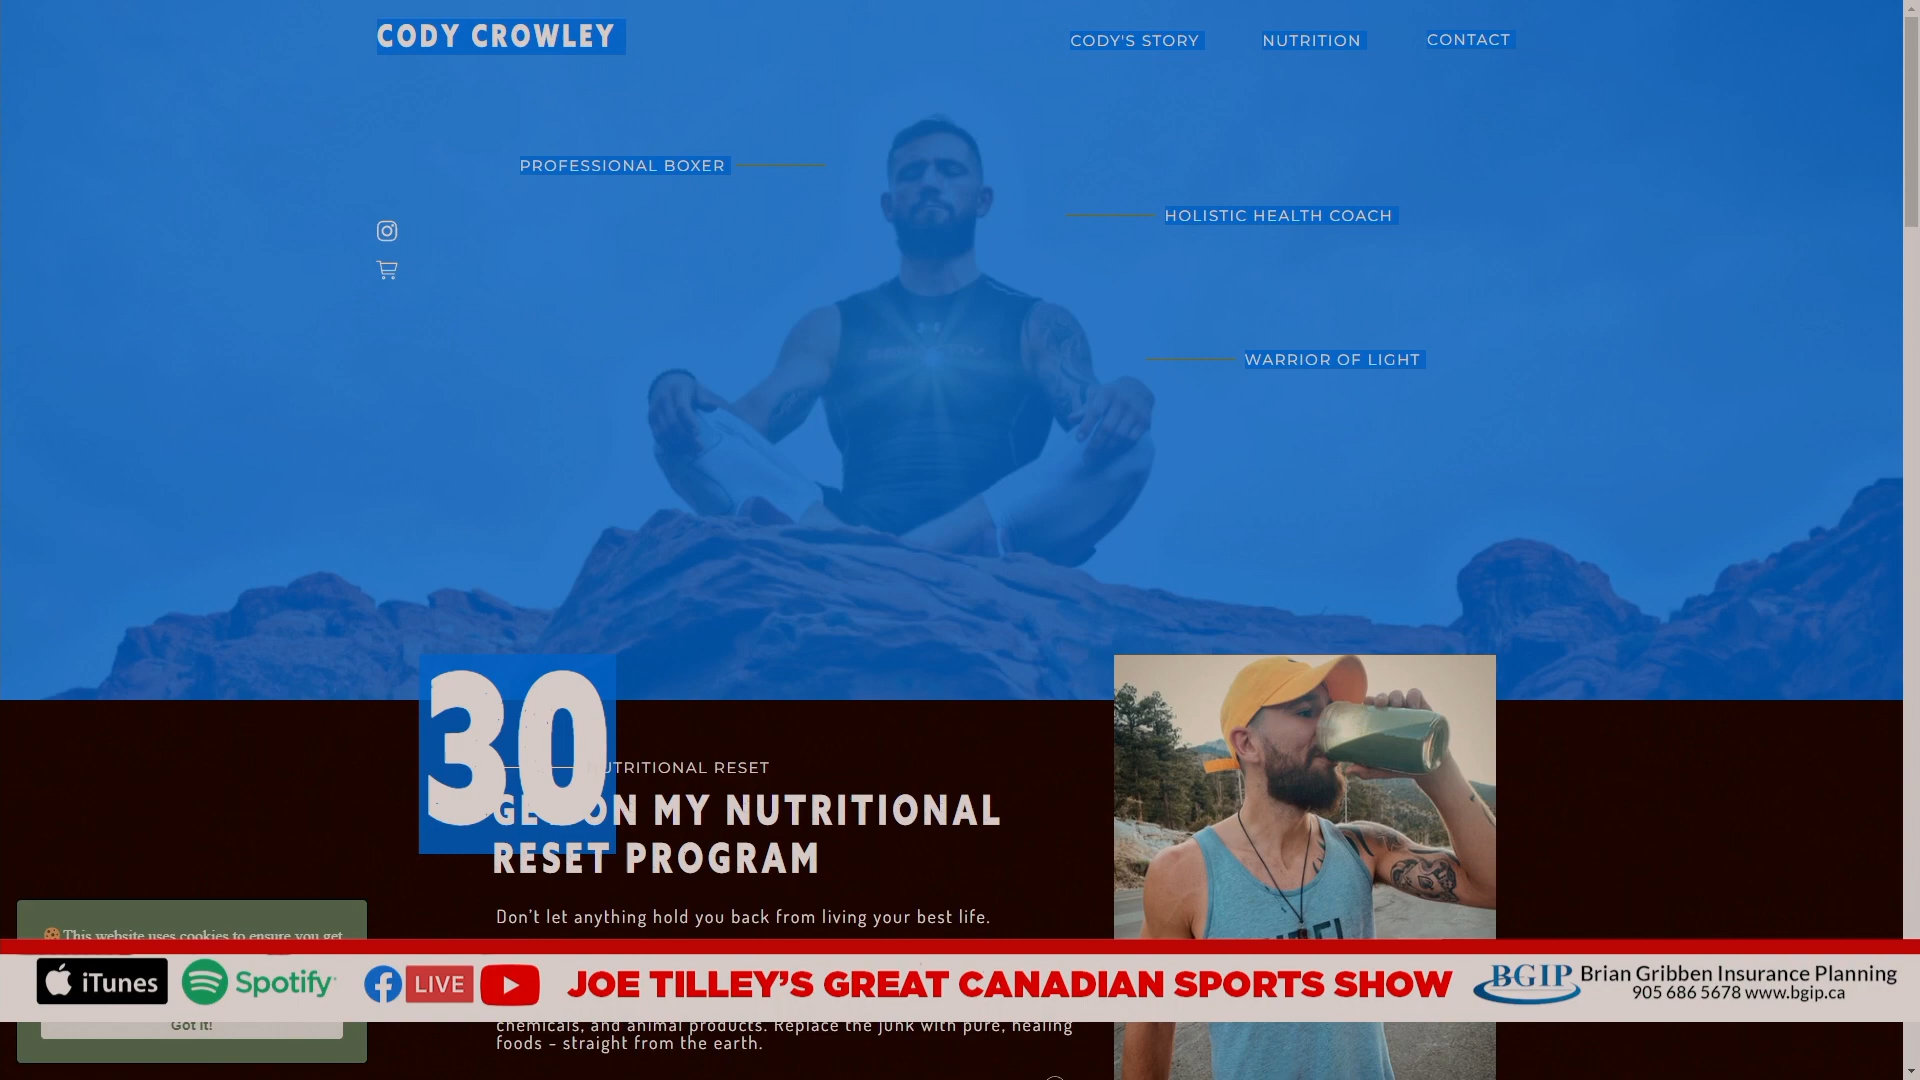 CODY CROWLEY
CODY'S STORY
NUTRITION
CONTACT
PROFESSIONAL BOXER
HOLISTIC HEALTH COACH
WARRIOR OF LIGHT
30
NUTRITIONAL RESET
GET ON MY NUTRITIONAL
RESET PROGRAM
Don't let anything hold you back from living your best life.
This website uses cookies to ensure you get
iTunes
Spotify
LIVE
JOE TILLEY'S GREAT CANADIAN SPORTS SHOW
BGIP
Brian Gribben Insurance Planning
905 686 5678 www.bgip.ca
Got it!
chemicals, and animal products. Replace the junk with pure, healing
foods - straight from the earth.